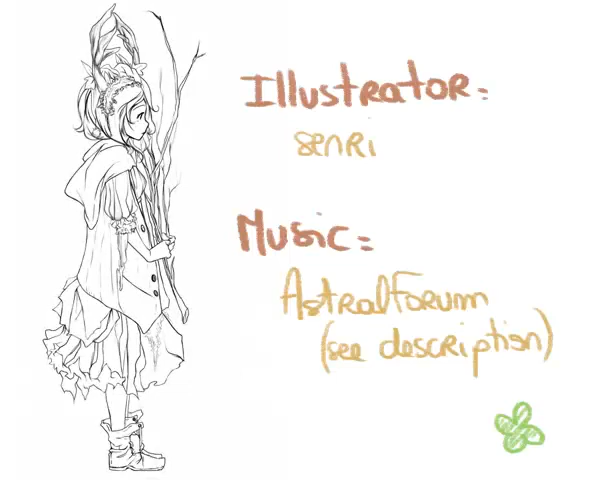 Illustrator:
senri
Music:
AstralForum
(see description)